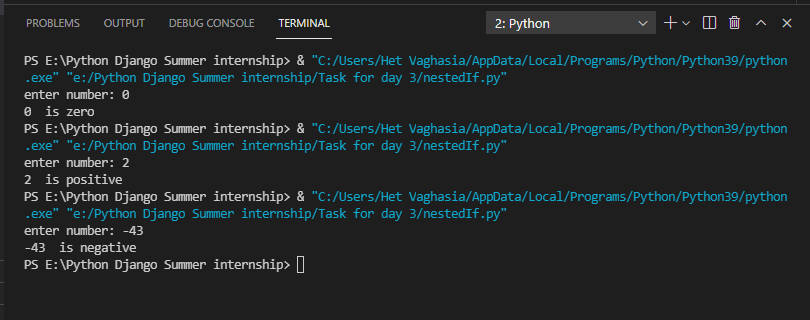 PROBLEMS OUTPUT DEBUG CONSOLE TERMINAL 2: Python
PS E:\Python Django Summer internship> & "C:/Users/Het Vaghasia/AppData/Local/Programs/Python/Python39/python
.exe" "e:/Python Django Summer internship/Task for day 3/nestedIf.py"
enter number: 0
0  is zero
PS E:\Python Django Summer internship> & "C:/Users/Het Vaghasia/AppData/Local/Programs/Python/Python39/python
.exe" "e:/Python Django Summer internship/Task for day 3/nestedIf.py"
enter number: 2
2  is positive
PS E:\Python Django Summer internship> & "C:/Users/Het Vaghasia/AppData/Local/Programs/Python/Python39/python
.exe" "e:/Python Django Summer internship/Task for day 3/nestedIf.py"
enter number: -43
-43  is negative
PS E:\Python Django Summer internship>